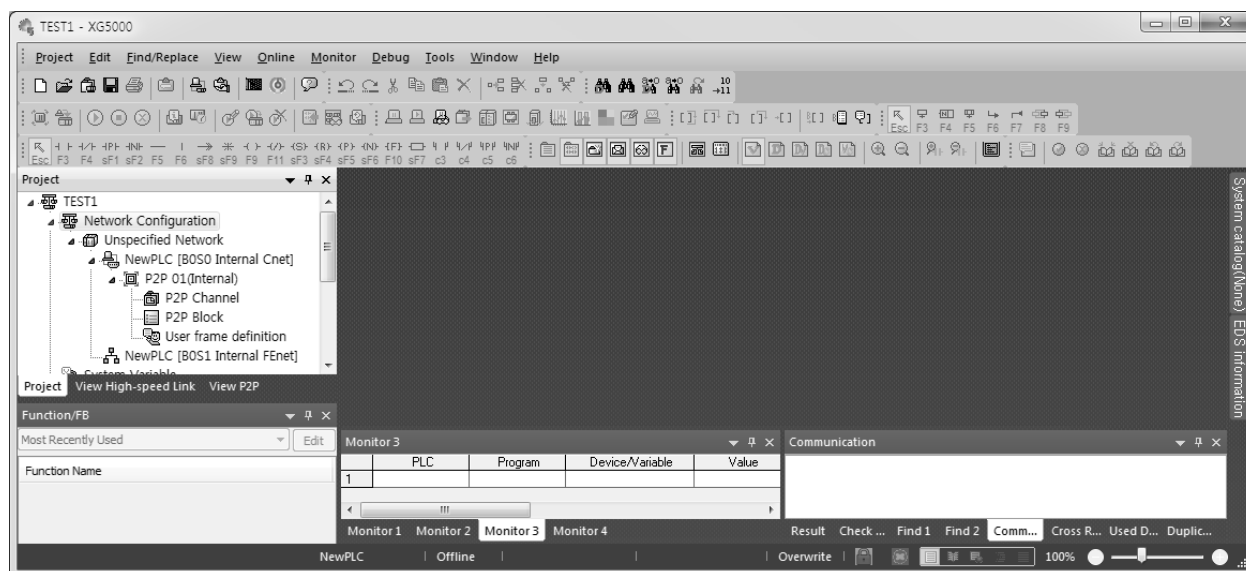 TEST1 - XG5000
Project Edit Find/Replace View Online Monitor Debug Tools Window Help
Esc F3 F4 F5 F6 F7 F8 F9
Esc F3 F4 sF1 sF2 F5 F6 sF8 sF9 F9 F11 sF3 sF4 sF5 sF6 F10 sF7 c3 c4 c5 c6
Project
TEST1
Network Configuration
Unspecified Network
NewPLC [B0S0 Internal Cnet]
P2P 01(Internal)
P2P Channel
P2P Block
User frame definition
NewPLC [B0S1 Internal FEnet]
System Variable
Project View High-speed Link View P2P
System catalog(None) EDS information
Function/FB
Most Recently Used Edit
Function Name
Monitor 3
PLC Program Device/Variable Value
1
Monitor 1 Monitor 2 Monitor 3 Monitor 4
Communication
Result Check ... Find 1 Find 2 Comm... Cross R... Used D... Duplic...
NewPLC Offline Overwrite 100%